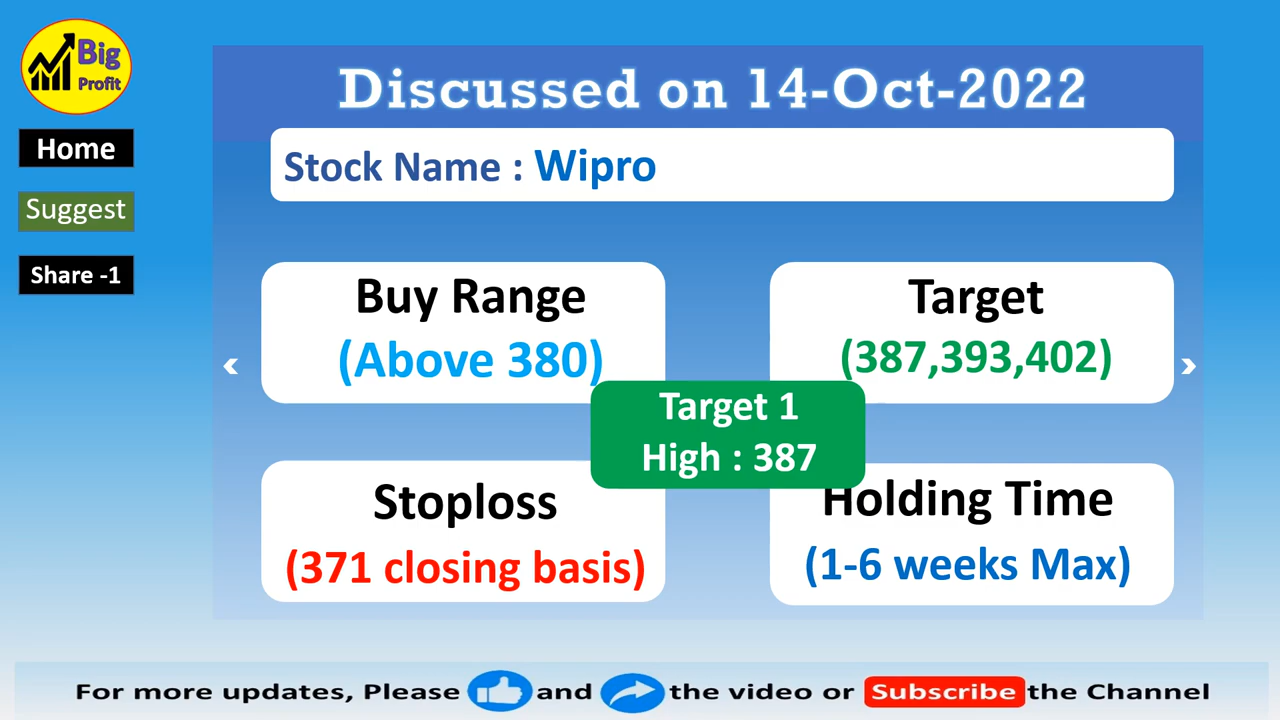 Big
Profit
Home
Suggest
Share -1
Discussed on 14-Oct-2022
Stock Name : Wipro
Buy Range
(Above 380)
Target
(387,393,402)
Target 1
High : 387
Stoploss
(371 closing basis)
Holding Time
(1-6 weeks Max)
For more updates, Please and the video or Subscribe the Channel